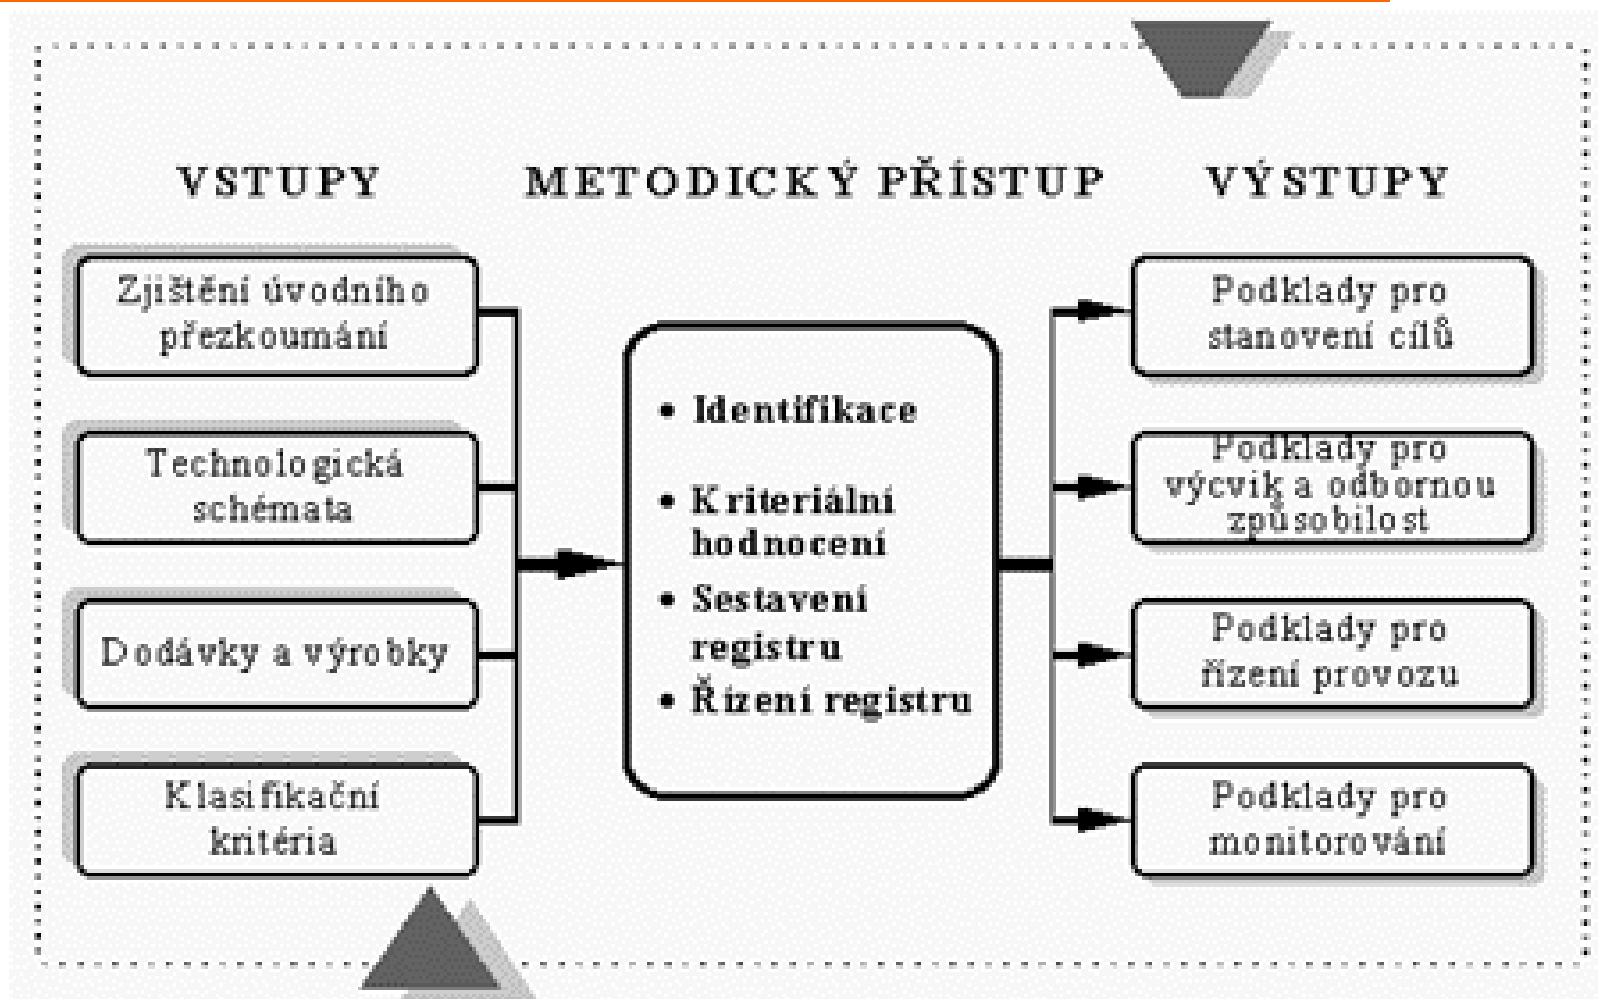 VSTUPY
METODICKÝ PŘÍSTUP
VÝSTUPY
Zjištění úvodního
přezkoumání
Technologická
schémata
Dodávky a výrobky
Klasifikační
kritéria
• Identifikace
• Kriteriální
hodnocení
• Sestavení
registru
• Řízení registru
Podklady pro
stanovení cílů
Podklady pro
výcvik a odbornou
způsobilost
Podklady pro
řízení provozu
Podklady pro
monitorování